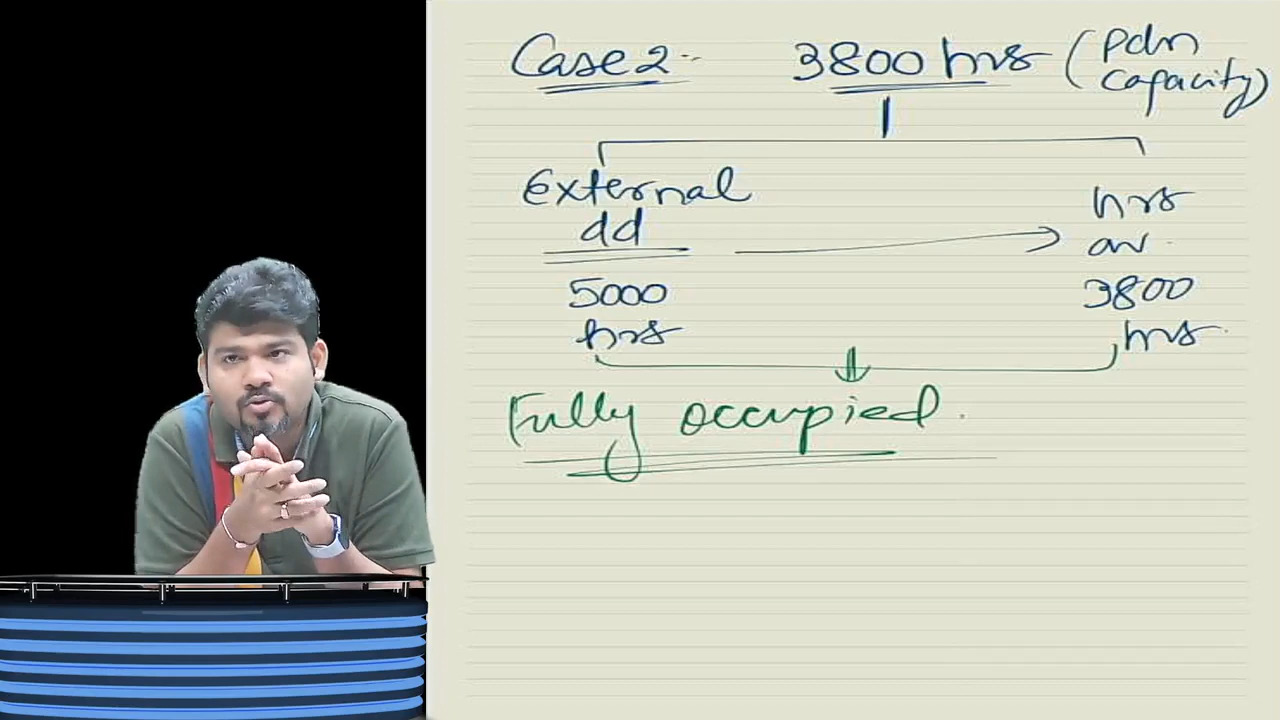 Case 2:- 3800 hrs (pdn
capacity)
External
dd
hrs
av.
5000
hrs
3800
hrs.
Fully occupied.